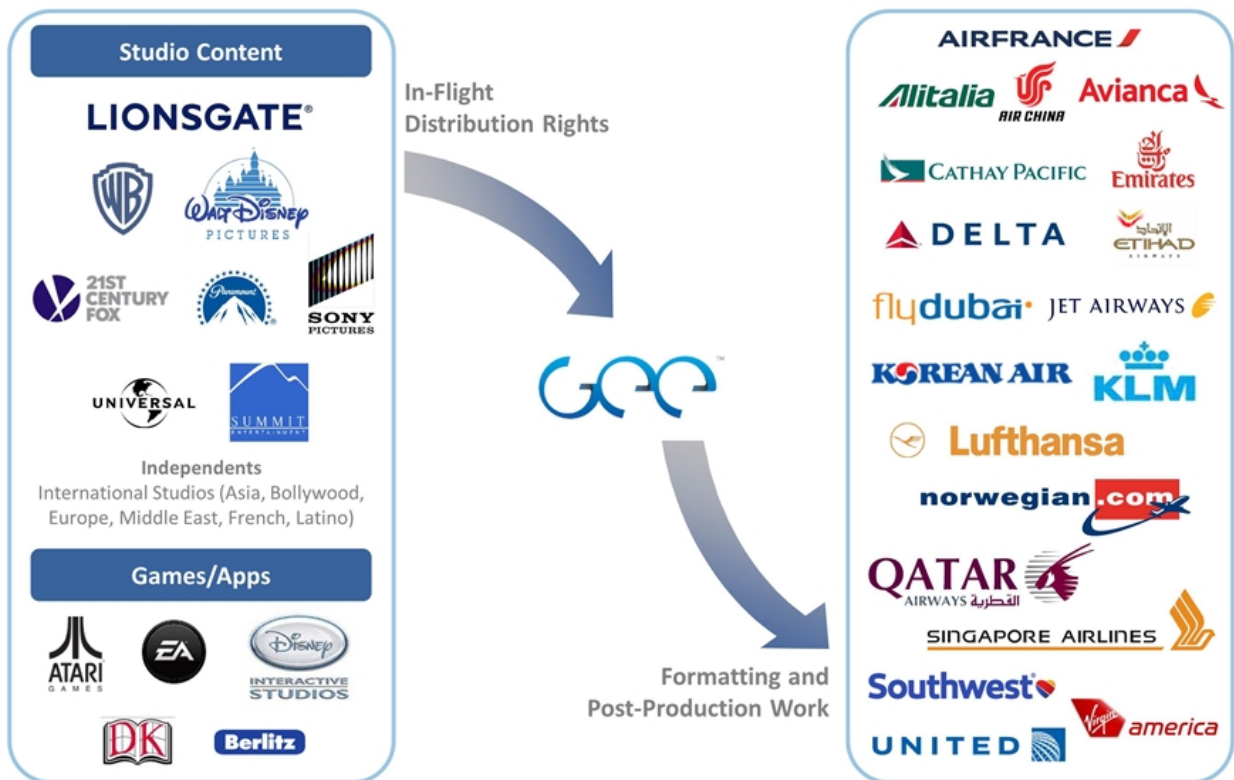 Studio Content
LIONSGATE®
WB
WALT DISNEY
PICTURES
21ST
CENTURY
FOX
Paramount
SONY
PICTURES
UNIVERSAL
SUMMIT
ENTERTAINMENT
Independents
International Studios (Asia, Bollywood,
Europe, Middle East, French, Latino)
Games/Apps
ATARI
GAMES
EA
Disney
INTERACTIVE
STUDIOS
DK
Berlitz
In-Flight
Distribution Rights
Gee™
Formatting and
Post-Production Work
AIRFRANCE
Alitalia
AIR CHINA
Avianca
CATHAY PACIFIC
Emirates
DELTA
الإتحاد
ETIHAD
AIRWAYS
flydubai
JET AIRWAYS
KOREAN AIR
KLM
Lufthansa
norwegian.com
QATAR
AIRWAYS القطرية
SINGAPORE AIRLINES
Southwest
Virgin america
UNITED